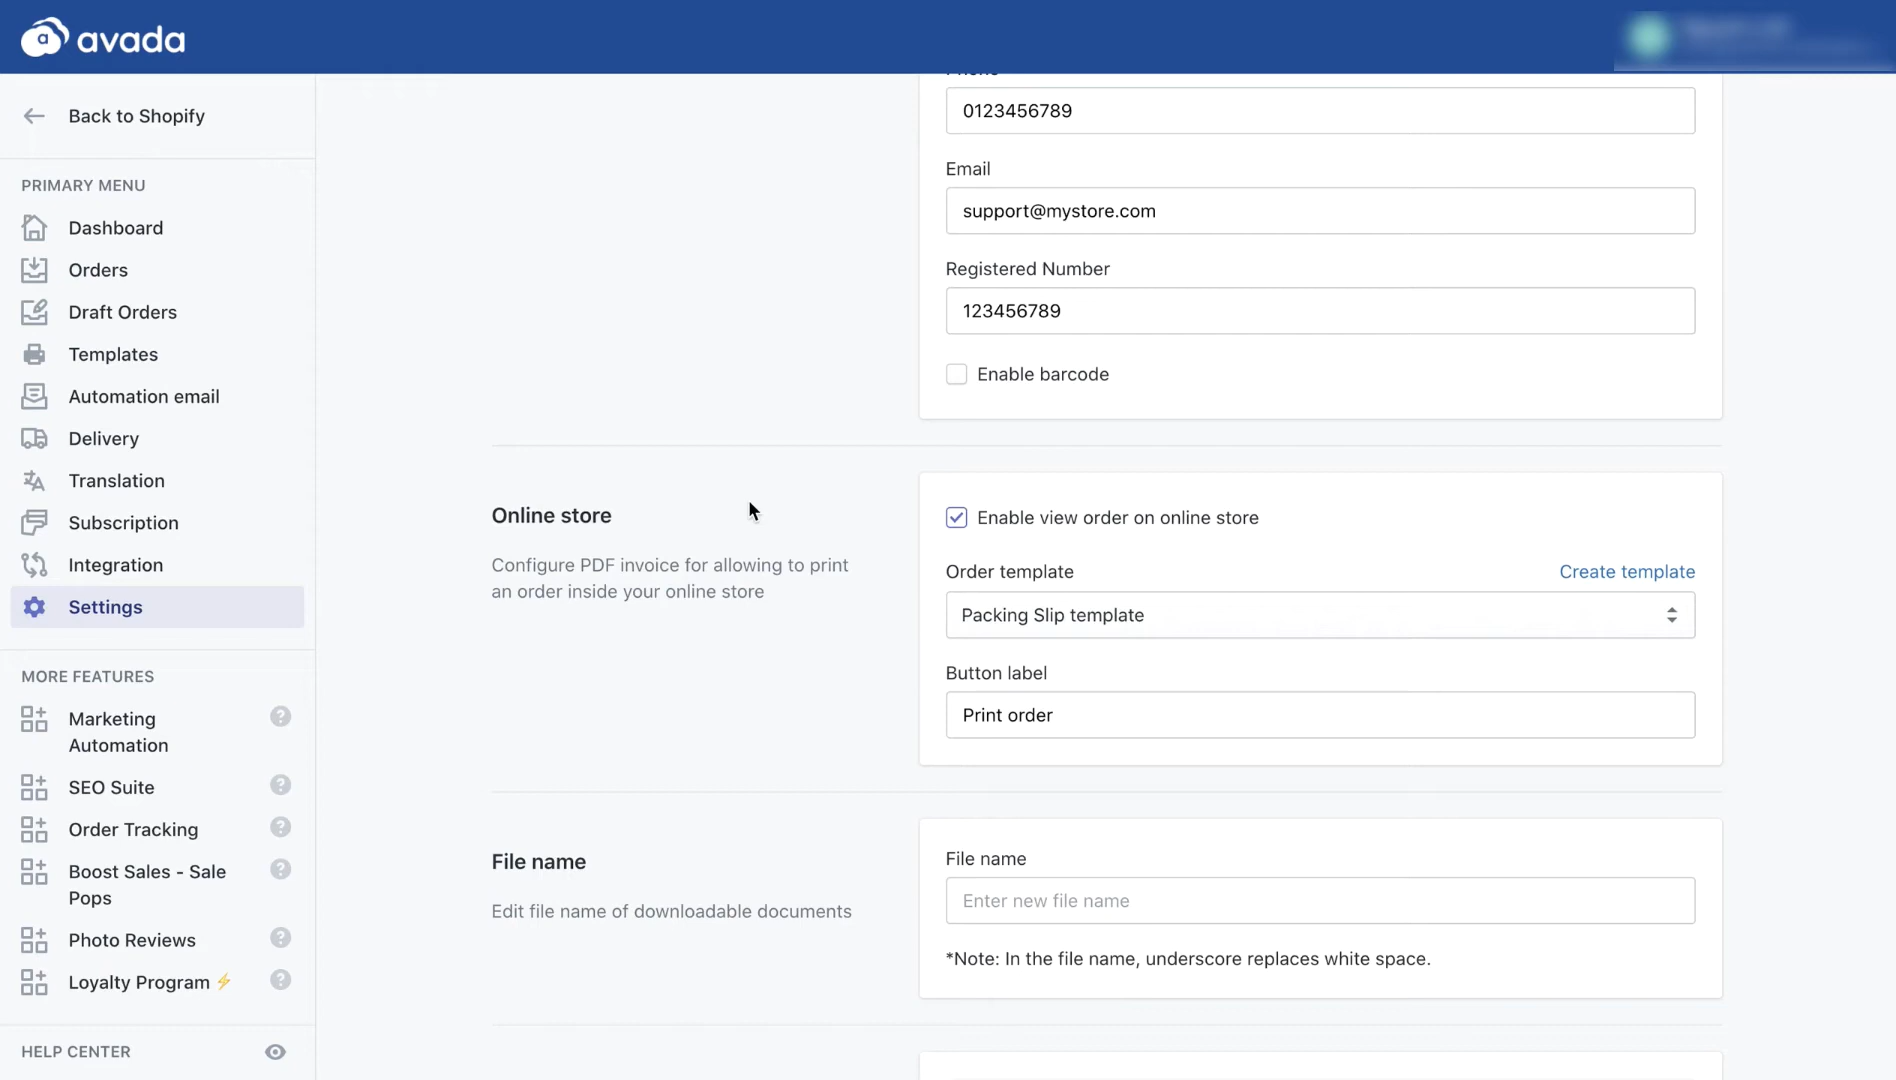 avada
Back to Shopify
PRIMARY MENU
Dashboard
Orders
Draft Orders
Templates
Automation email
Delivery
Translation
Subscription
Integration
Settings
MORE FEATURES
Marketing
Automation
SEO Suite
Order Tracking
Boost Sales - Sale
Pops
Photo Reviews
Loyalty Program⚡
HELP CENTER
Phone
0123456789
Email
support@mystore.com
Registered Number
123456789
Enable barcode
Online store
Configure PDF invoice for allowing to print
an order inside your online store
Enable view order on online store
Order template
Create template
Packing Slip template
Button label
Print order
File name
Edit file name of downloadable documents
File name
Enter new file name
*Note: In the file name, underscore replaces white space.